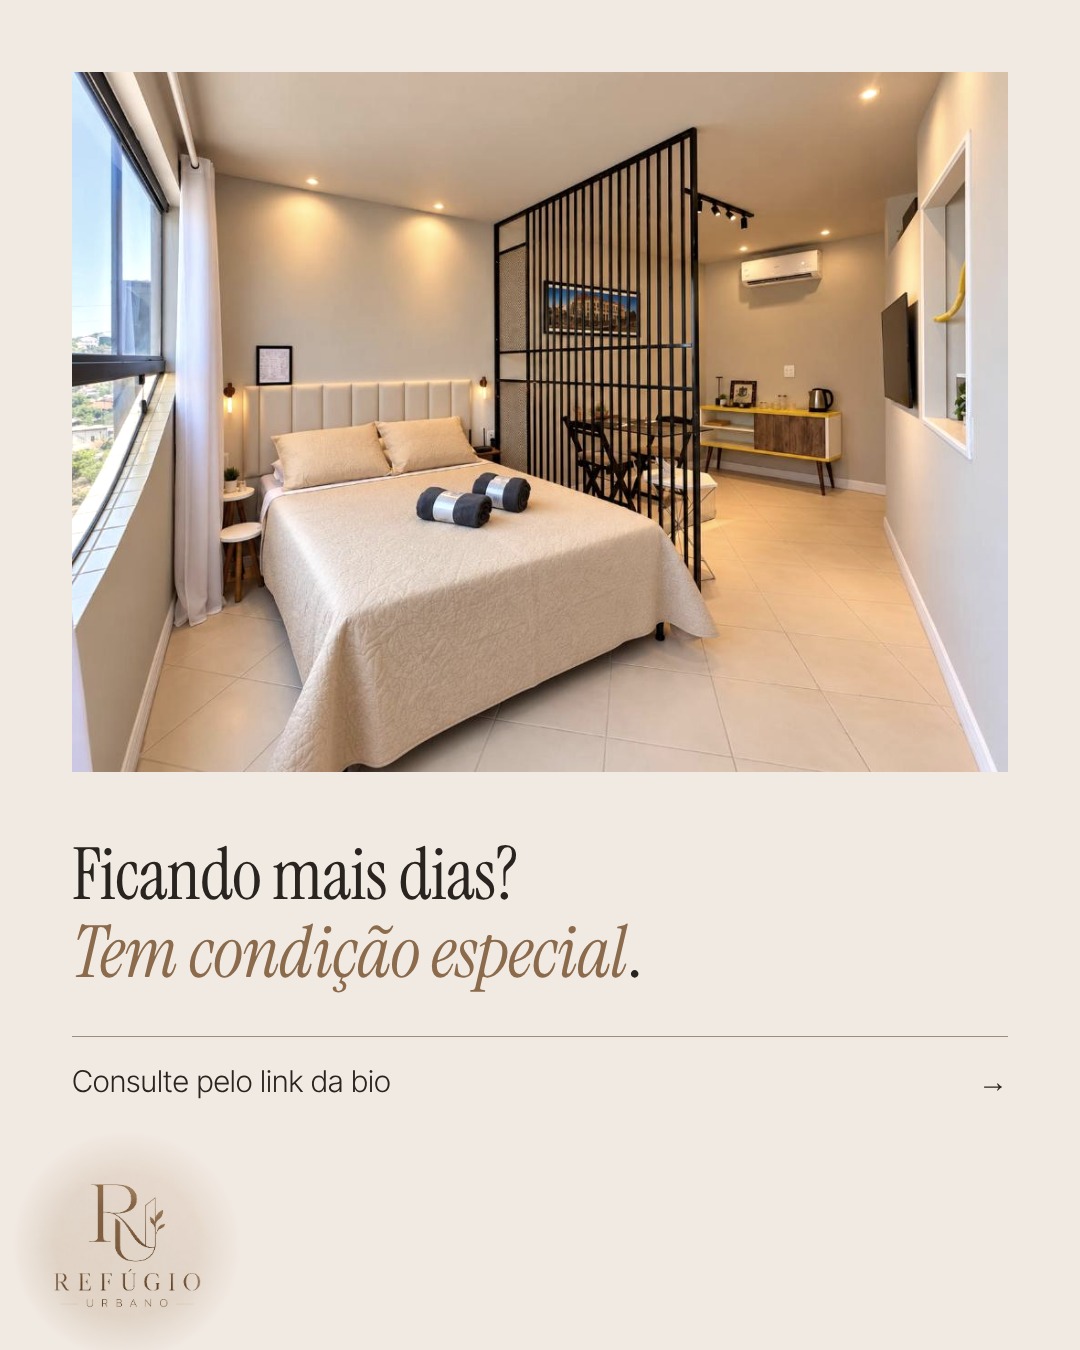 Ficando mais dias?
Tem condição especial.
Consulte pelo link da bio →
RU
REFÚGIO
URBANO